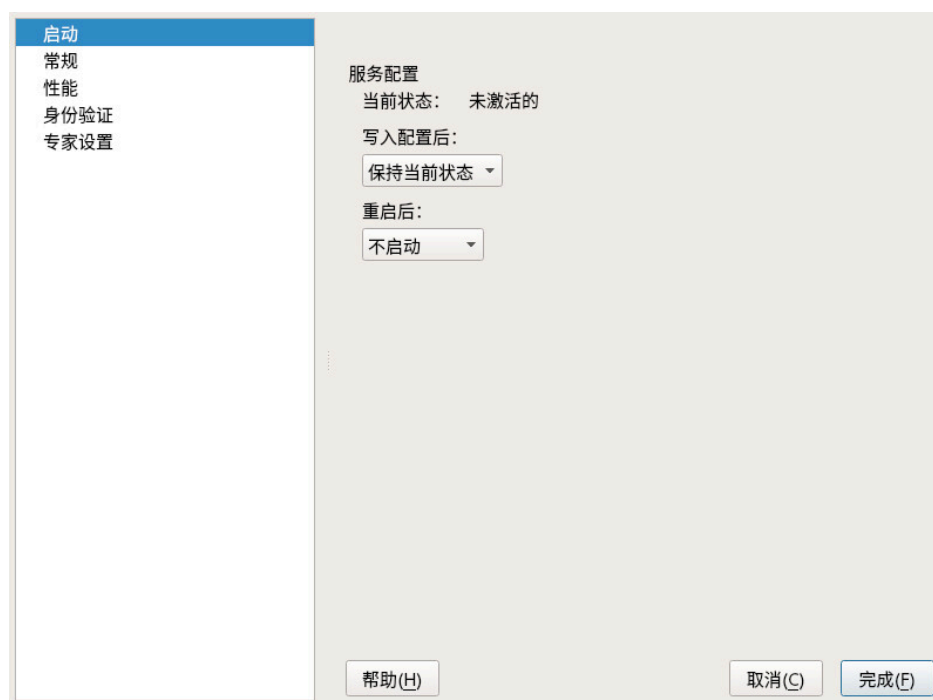 启动
常规
性能
身份验证
专家设置
服务配置
当前状态： 未激活的
写入配置后：
保持当前状态
重启后：
不启动
帮助(H) 取消(C) 完成(F)